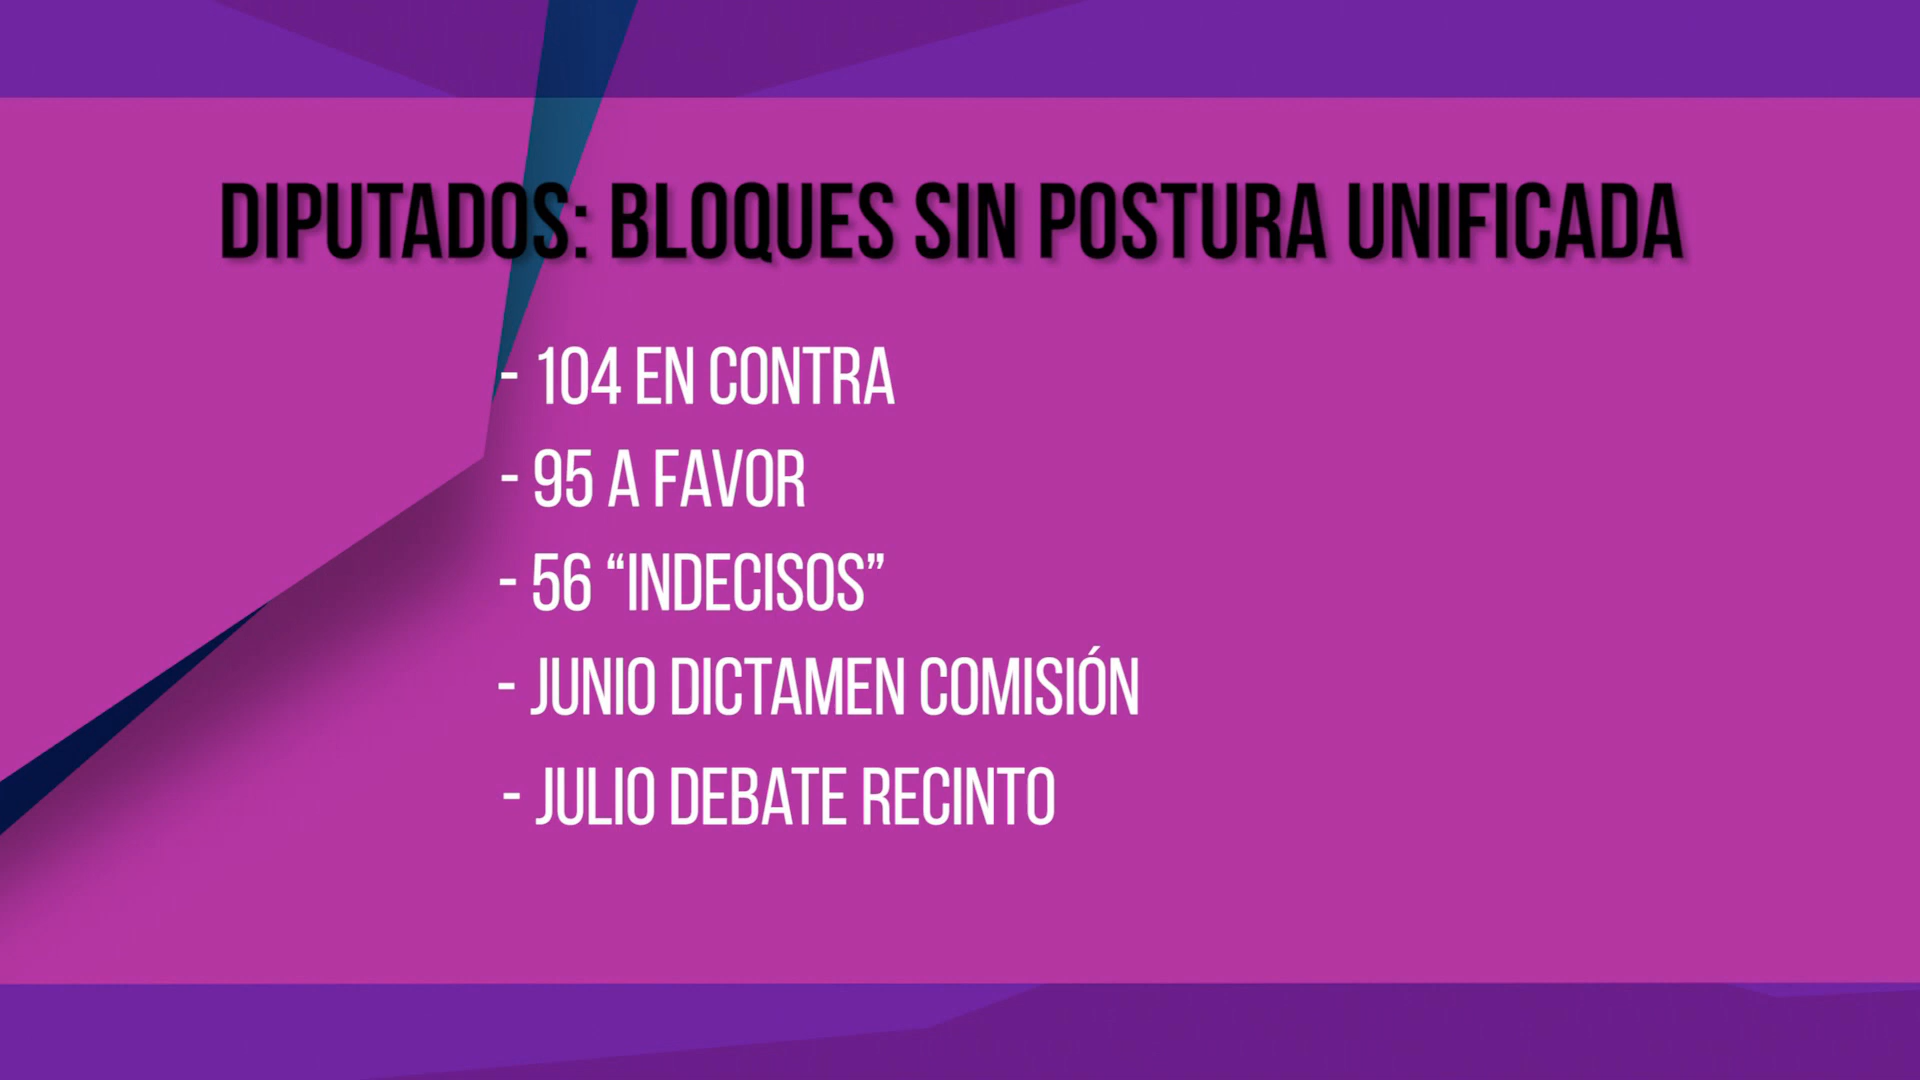 DIPUTADOS: BLOQUES SIN POSTURA UNIFICADA
- 104 EN CONTRA
- 95 A FAVOR
- 56 “INDECISOS”
- JUNIO DICTAMEN COMISIÓN
- JULIO DEBATE RECINTO